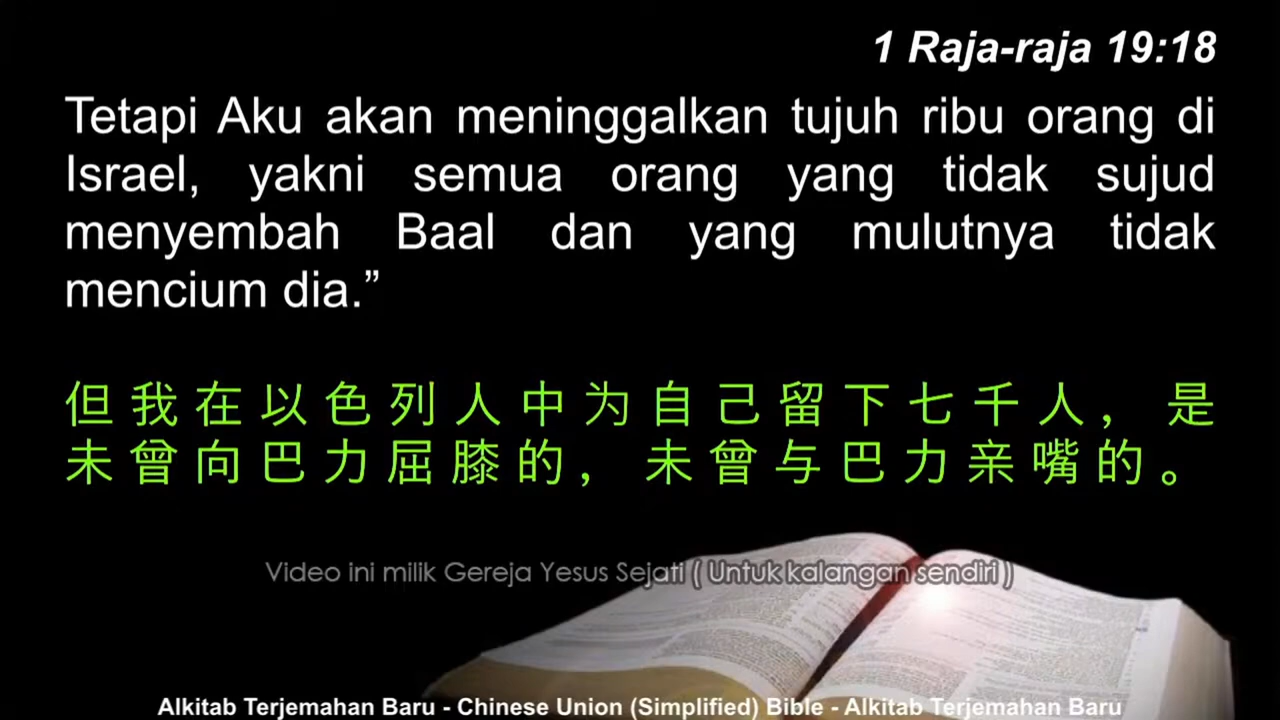 1 Raja-raja 19:18
Tetapi Aku akan meninggalkan tujuh ribu orang di
Israel, yakni semua orang yang tidak sujud
menyembah Baal dan yang mulutnya tidak
mencium dia.”
但我在以色列人中为自己留下七千人，是
未曾向巴力屈膝的，未曾与巴力亲嘴的。
Video ini milik Gereja Yesus Sejati ( Untuk kalangan sendiri )
Alkitab Terjemahan Baru - Chinese Union (Simplified) Bible - Alkitab Terjemahan Baru